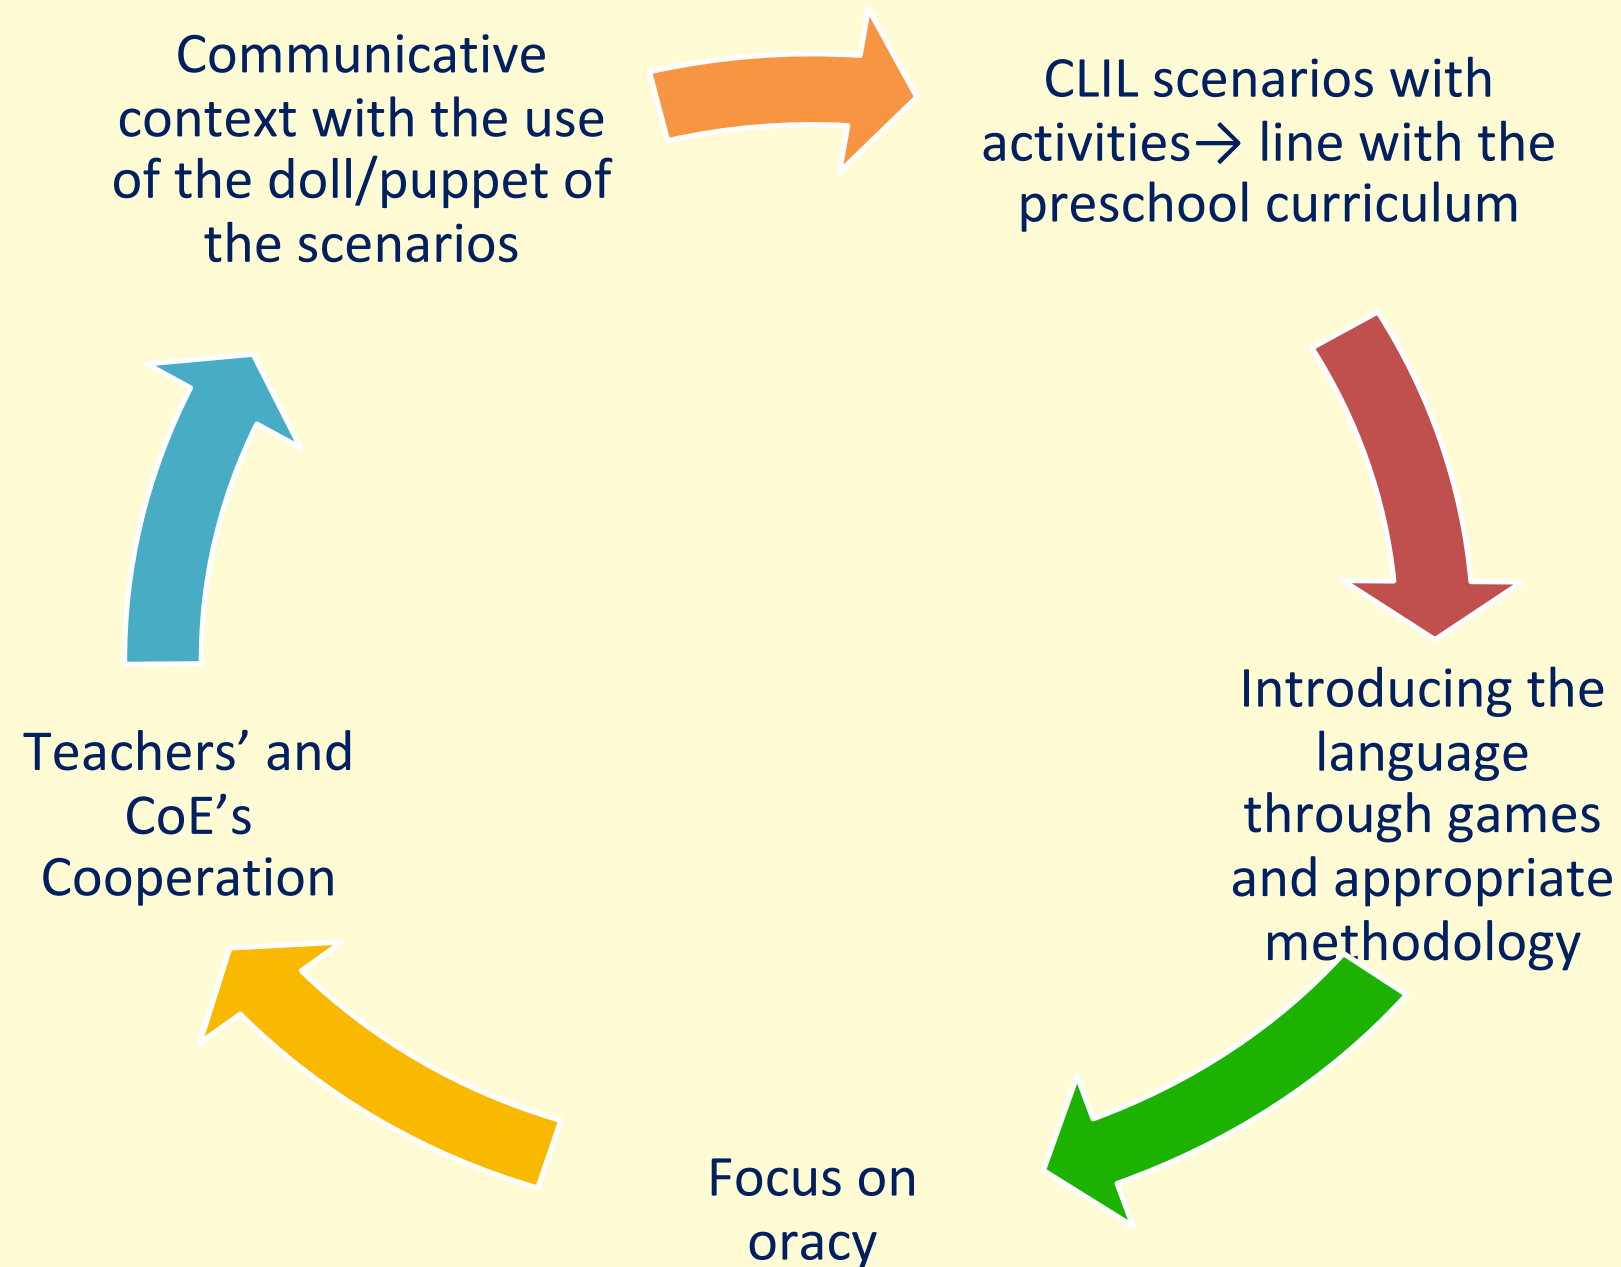 Communicative
context with the use
of the doll/puppet of
the scenarios
CLIL scenarios with
activities→ line with the
preschool curriculum
Introducing the
language
through games
and appropriate
methodology
Focus on
oracy
Teachers’ and
CoE’s
Cooperation